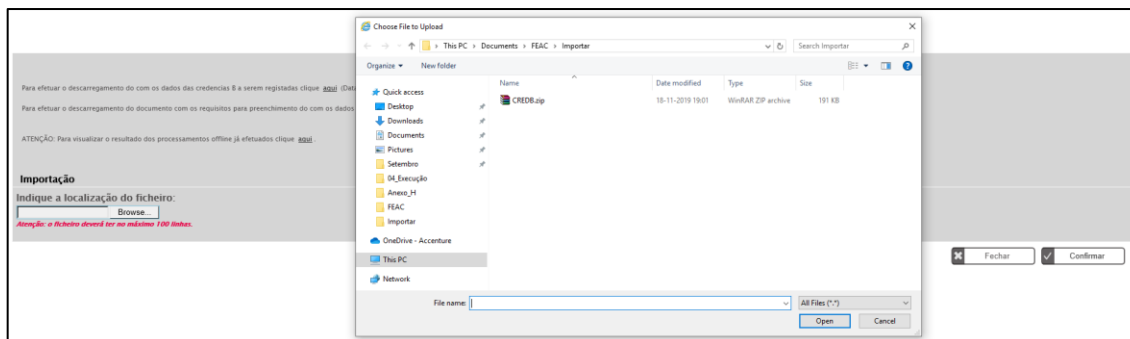 Choose File to Upload
This PC > Documents > FEAC > Importar
Search Importar
Organize
New folder
Name
Date modified
Type
Size
Quick access
Desktop
Downloads
Documents
Pictures
Setembro
04_Execução
Anexo_H
FEAC
Importar
OneDrive - Accenture
This PC
Network
CREDB.zip
18-11-2019 19:01
WinRAR ZIP archive
191 KB
File name:
All Files (*.*)
Open
Cancel
Para efetuar o descarregamento do com os dados das credenciais B a serem registadas clique aqui (Data
Para efetuar o descarregamento do documento com os requisitos para preenchimento do com os dados
ATENÇÃO: Para visualizar o resultado dos processamentos offline já efetuados clique aqui.
Importação
Indique a localização do ficheiro:
Browse...
Atenção: o ficheiro deverá ter no máximo 100 linhas.
Fechar
Confirmar